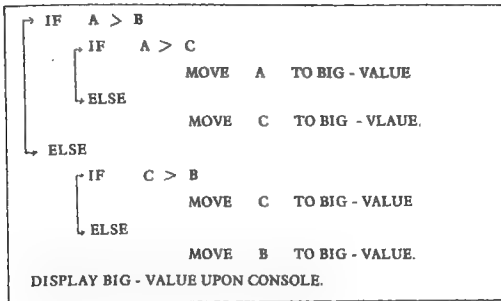 IF A > B
IF A > C
MOVE A TO BIG - VALUE
ELSE
MOVE C TO BIG - VLAUE.
ELSE
IF C > B
MOVE C TO BIG - VALUE
ELSE
MOVE B TO BIG - VALUE.
DISPLAY BIG - VALUE UPON CONSOLE.